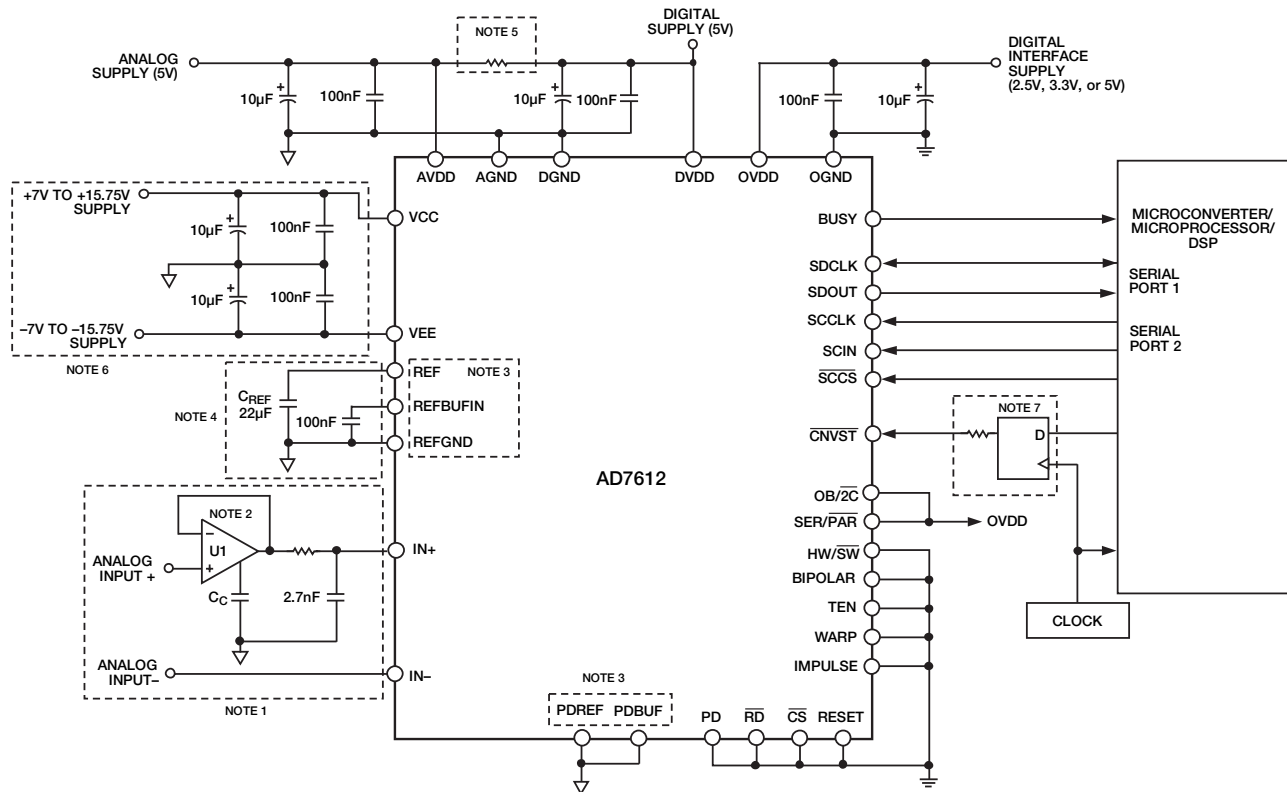 ANALOG
SUPPLY (5V)
NOTE 5
DIGITAL
SUPPLY (5V)
DIGITAL
INTERFACE
SUPPLY
(2.5V, 3.3V, or 5V)
10µF
+
100nF
10µF
+
100nF
100nF
10µF
+
AVDD
AGND
DGND
DVDD
OVDD
OGND
+7V TO +15.75V
SUPPLY
10µF
+
100nF
10µF
+
100nF
–7V TO –15.75V
SUPPLY
NOTE 6
VCC
VEE
NOTE 4
CREF
22µF
100nF
REF
NOTE 3
REFBUFIN
REFGND
AD7612
NOTE 2
–
U1
+
ANALOG
INPUT +
CC
2.7nF
ANALOG
INPUT–
NOTE 1
IN+
IN–
BUSY
SDCLK
SDOUT
SCCLK
SCIN
SCCS
CNVST
OB/2C
SER/PAR
OVDD
HW/SW
BIPOLAR
TEN
WARP
IMPULSE
MICROCONVERTER/
MICROPROCESSOR/
DSP
SERIAL
PORT 1
SERIAL
PORT 2
NOTE 7
D
CLOCK
NOTE 3
PDREF
PDBUF
PD
RD
CS
RESET